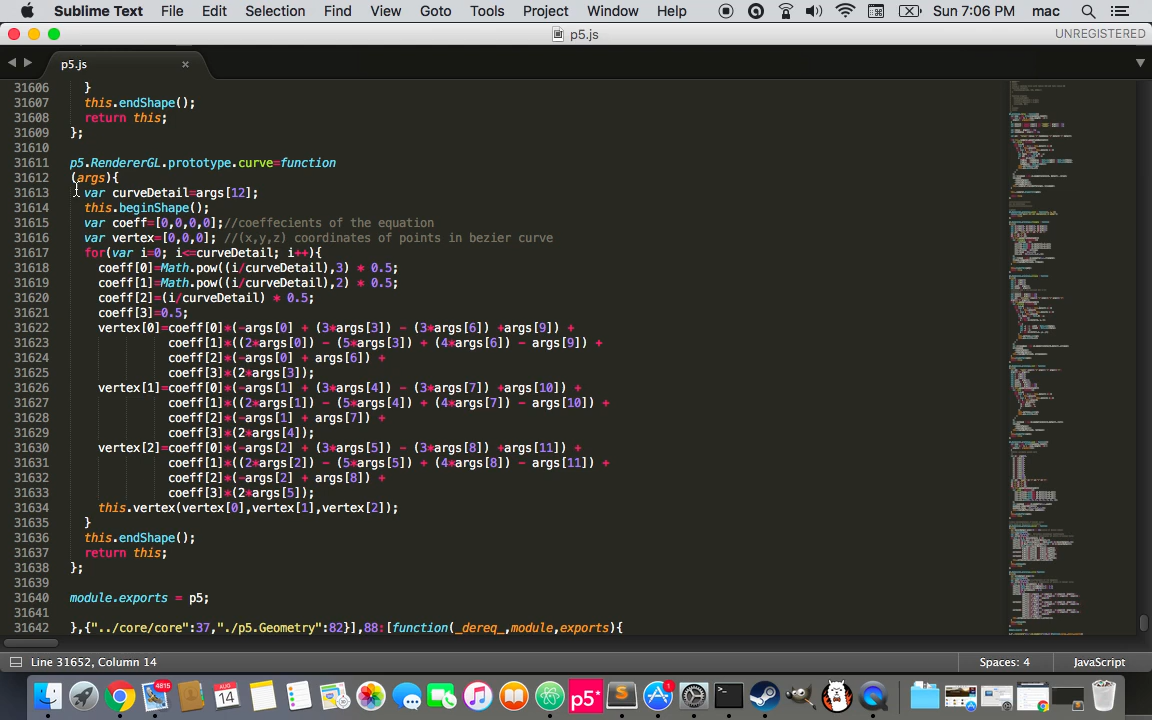 Sublime Text File Edit Selection Find View Goto Tools Project Window Help Sun 7:06 PM mac
p5.js UNREGISTERED
p5.js
31606 }
31607 this.endShape();
31608 return this;
31609 };
31610
31611 p5.RendererGL.prototype.curve=function
31612 (args){
31613 var curveDetail=args[12];
31614 this.beginShape();
31615 var coeff=[0,0,0,0];//coeffecients of the equation
31616 var vertex=[0,0,0]; //(x,y,z) coordinates of points in bezier curve
31617 for(var i=0; i<=curveDetail; i++){
31618 coeff[0]=Math.pow((i/curveDetail),3) * 0.5;
31619 coeff[1]=Math.pow((i/curveDetail),2) * 0.5;
31620 coeff[2]=(i/curveDetail) * 0.5;
31621 coeff[3]=0.5;
31622 vertex[0]=coeff[0]*(-args[0] + (3*args[3]) - (3*args[6]) +args[9]) +
31623 coeff[1]*((2*args[0]) - (5*args[3]) + (4*args[6]) - args[9]) +
31624 coeff[2]*(-args[0] + args[6]) +
31625 coeff[3]*(2*args[3]);
31626 vertex[1]=coeff[0]*(-args[1] + (3*args[4]) - (3*args[7]) +args[10]) +
31627 coeff[1]*((2*args[1]) - (5*args[4]) + (4*args[7]) - args[10]) +
31628 coeff[2]*(-args[1] + args[7]) +
31629 coeff[3]*(2*args[4]);
31630 vertex[2]=coeff[0]*(-args[2] + (3*args[5]) - (3*args[8]) +args[11]) +
31631 coeff[1]*((2*args[2]) - (5*args[5]) + (4*args[8]) - args[11]) +
31632 coeff[2]*(-args[2] + args[8]) +
31633 coeff[3]*(2*args[5]);
31634 this.vertex(vertex[0],vertex[1],vertex[2]);
31635 }
31636 this.endShape();
31637 return this;
31638 };
31639
31640 module.exports = p5;
31641
31642 },{"../core/core":37,"./p5.Geometry":82}],88:[function(_dereq_,module,exports){
Line 31652, Column 14 Spaces: 4 JavaScript
4815 AUG 14 p5* 1